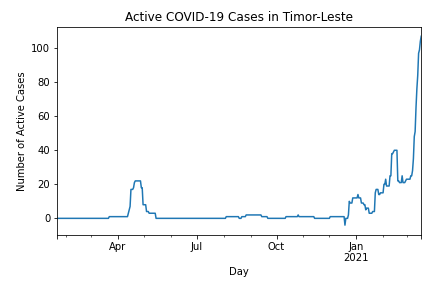 Active COVID-19 Cases in Timor-Leste
100
80
60
40
20
0
Number of Active Cases
Apr
Jul
Oct
Jan
2021
Day